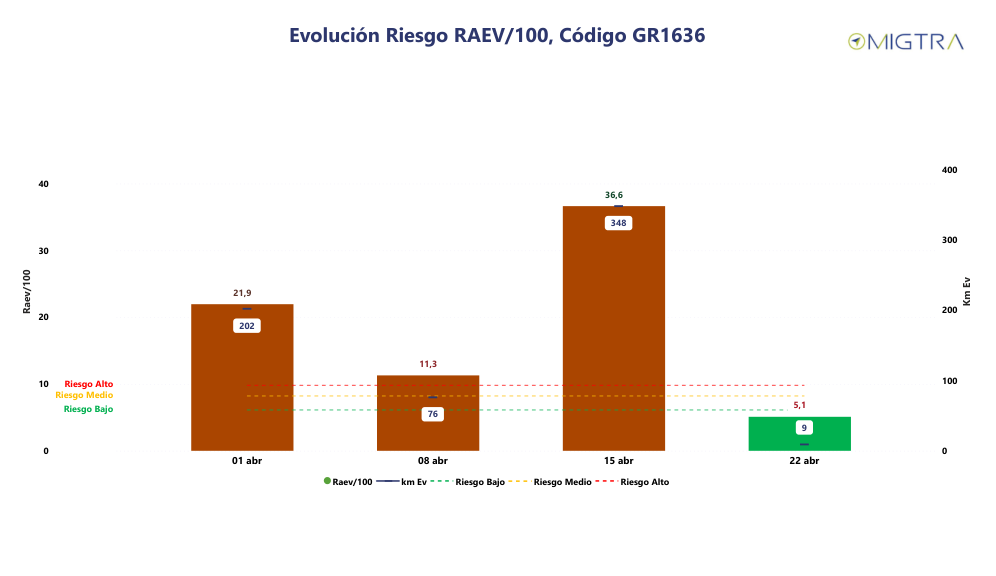 Evolución Riesgo RAEV/100, Código GR1636
MIGTRA
40
30
20
10
0
Raev/100
400
300
200
100
0
Km Ev
Riesgo Alto
Riesgo Medio
Riesgo Bajo
21,9
202
11,3
76
36,6
348
5,1
9
01 abr
08 abr
15 abr
22 abr
Raev/100 km Ev Riesgo Bajo Riesgo Medio Riesgo Alto